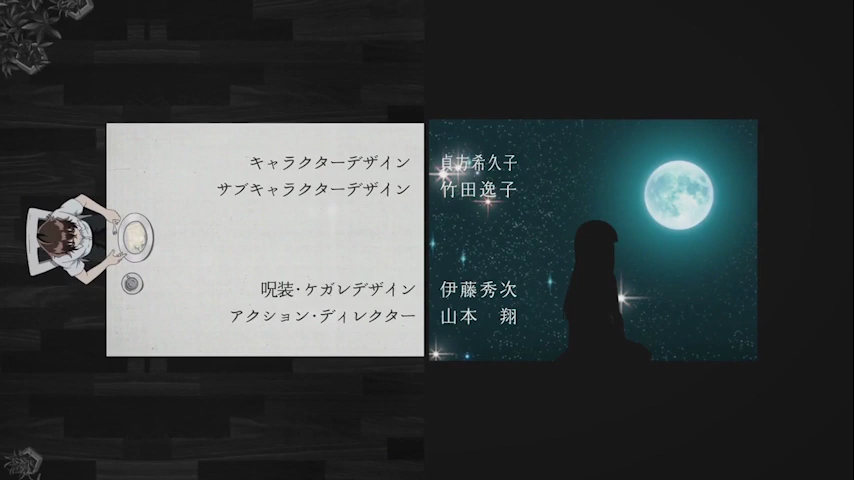 キャラクターデザイン 貞方希久子
サブキャラクターデザイン 竹田逸子
呪装・ケガレデザイン 伊藤秀次
アクション・ディレクター 山本　翔